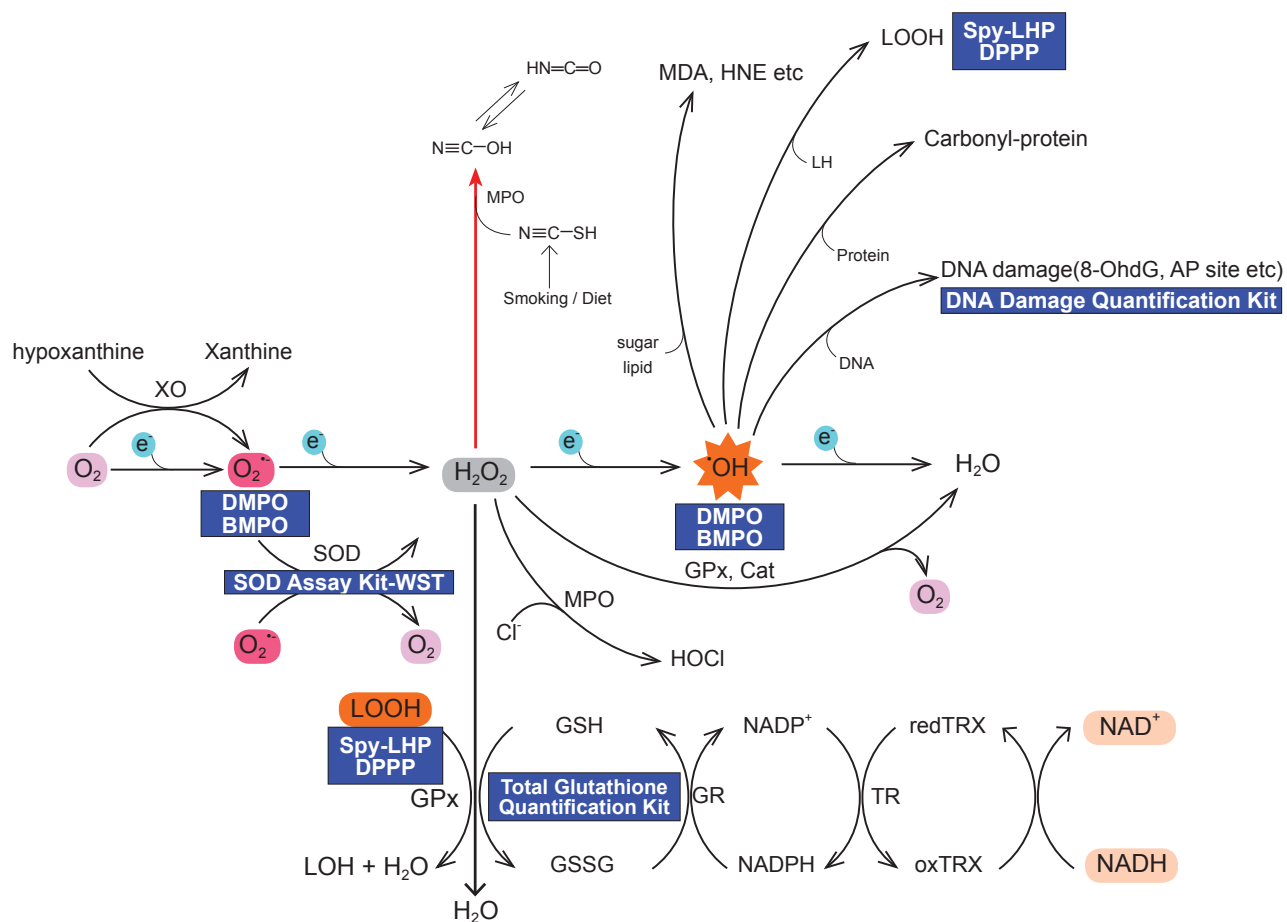 LOOH
Spy-LHP
DPPP
MDA, HNE etc
HN=C=O
N≡C-OH
LH
Carbonyl-protein
MPO
N≡C-SH
Smoking / Diet
Protein
DNA damage(8-OhdG, AP site etc)
DNA Damage Quantification Kit
hypoxanthine
Xanthine
XO
sugar
lipid
DNA
O₂
e⁻
O₂•⁻
e⁻
H₂O₂
e⁻
•OH
e⁻
H₂O
DMPO
BMPO
DMPO
BMPO
SOD
SOD Assay Kit-WST
GPx, Cat
O₂
MPO
Cl⁻
O₂•⁻
O₂
HOCl
LOOH
Spy-LHP
DPPP
GSH
NADP⁺
redTRX
NAD⁺
GPx
Total Glutathione
Quantification Kit
GR
TR
LOH + H₂O
GSSG
NADPH
oxTRX
NADH
H₂O